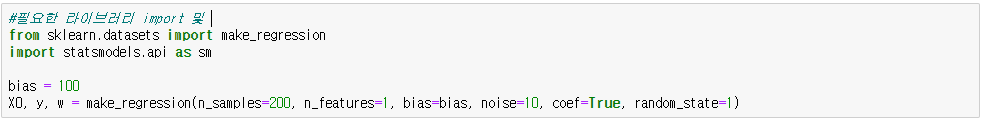 #필요한 라이브러리 import 및
from sklearn.datasets import make_regression
import statsmodels.api as sm
bias = 100
X0, y, w = make_regression(n_samples=200, n_features=1, bias=bias, noise=10, coef=True, random_state=1)